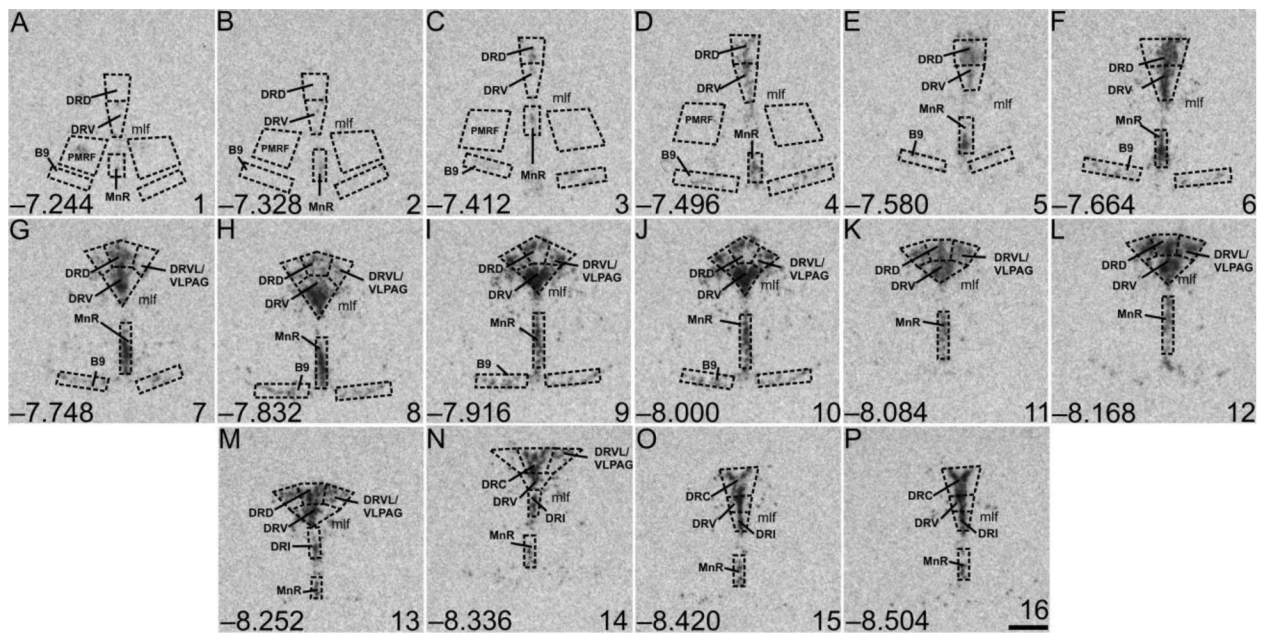 A
DRD
DRV
mlf
PMRF
B9
MnR
–7.244 1
B
DRD
DRV
mlf
B9
PMRF
MnR
–7.328 2
C
DRD
DRV
mlf
PMRF
B9
MnR
–7.412 3
D
DRD
DRV
mlf
PMRF
MnR
B9
–7.496 4
E
DRD
DRV
mlf
MnR
B9
–7.580 5
F
DRD
DRV
mlf
MnR
B9
–7.664 6
G
DRD
DRVL/
VLPAG
DRV
mlf
MnR
B9
–7.748 7
H
DRD
DRVL/
VLPAG
DRV
mlf
MnR
B9
–7.832 8
I
DRD
DRVL/
VLPAG
DRV
mlf
MnR
B9
–7.916 9
J
DRD
DRVL/
VLPAG
DRV
mlf
MnR
B9
–8.000 10
K
DRD
DRVL/
VLPAG
DRV
mlf
MnR
–8.084 11
L
DRD
DRVL/
VLPAG
DRV
mlf
MnR
–8.168 12
M
DRD
DRVL/
VLPAG
DRV
mlf
DRI
MnR
–8.252 13
N
DRVL/
VLPAG
DRC
DRV
mlf
DRI
MnR
–8.336 14
O
DRC
DRV
mlf
DRI
MnR
–8.420 15
P
DRC
DRV
mlf
DRI
MnR
–8.504 16